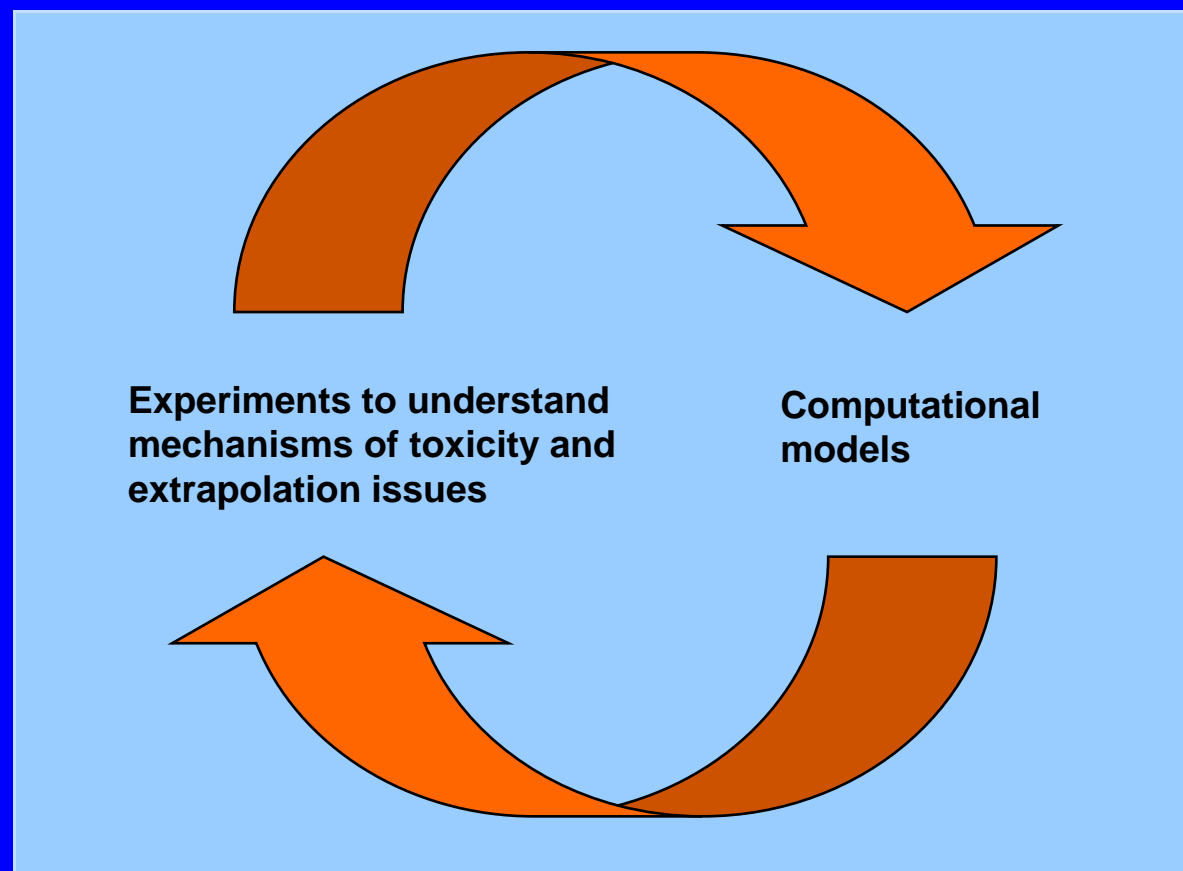 Experiments to understand
mechanisms of toxicity and
extrapolation issues
Computational
models